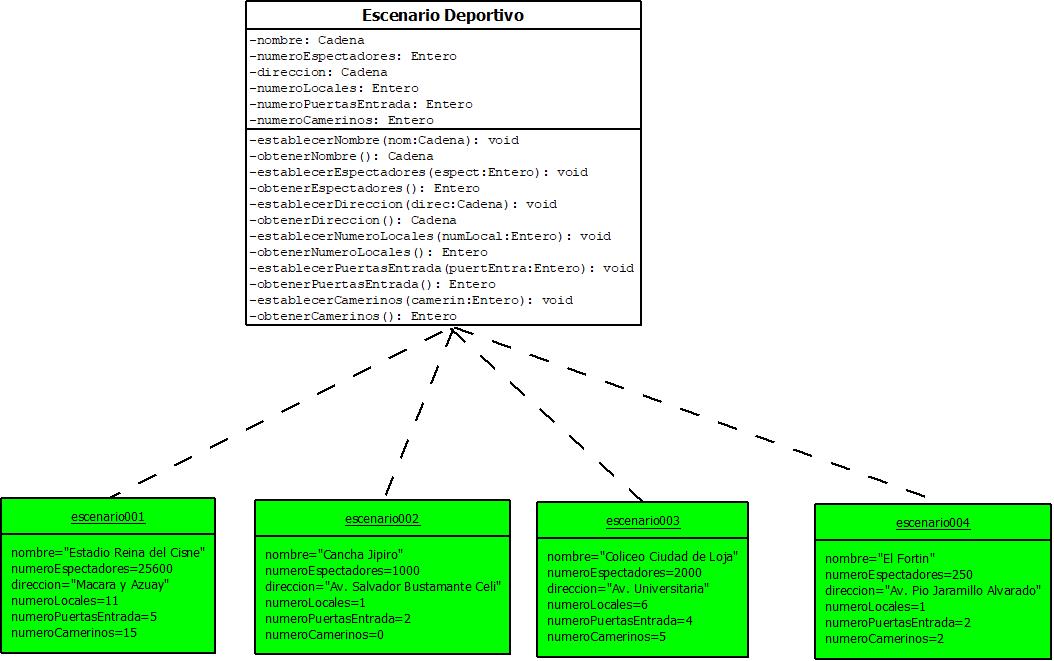 Escenario Deportivo
-nombre: Cadena
-numeroEspectadores: Entero
-direccion: Cadena
-numeroLocales: Entero
-numeroPuertasEntrada: Entero
-numeroCamerinos: Entero
-establecerNombre(nom:Cadena): void
-obtenerNombre(): Cadena
-establecerEspectadores(espect:Entero): void
-obtenerEspectadores(): Entero
-establecerDireccion(direc:Cadena): void
-obtenerDireccion(): Cadena
-establecerNumeroLocales(numLocal:Entero): void
-obtenerNumeroLocales(): Entero
-establecerPuertasEntrada(puertEntra:Entero): void
-obtenerPuertasEntrada(): Entero
-establecerCamerinos(camerin:Entero): void
-obtenerCamerinos(): Entero
escenario001
nombre="Estadio Reina del Cisne"
numeroEspectadores=25600
direccion="Macara y Azuay"
numeroLocales=11
numeroPuertasEntrada=5
numeroCamerinos=15
escenario002
nombre="Cancha Jipiro"
numeroEspectadores=1000
direccion="Av. Salvador Bustamante Celi"
numeroLocales=1
numeroPuertasEntrada=2
numeroCamerinos=0
escenario003
nombre="Coliceo Ciudad de Loja"
numeroEspectadores=2000
direccion="Av. Universitaria"
numeroLocales=6
numeroPuertasEntrada=4
numeroCamerinos=5
escenario004
nombre="El Fortin"
numeroEspectadores=250
direccion="Av. Pio Jaramillo Alvarado"
numeroLocales=1
numeroPuertasEntrada=2
numeroCamerinos=2